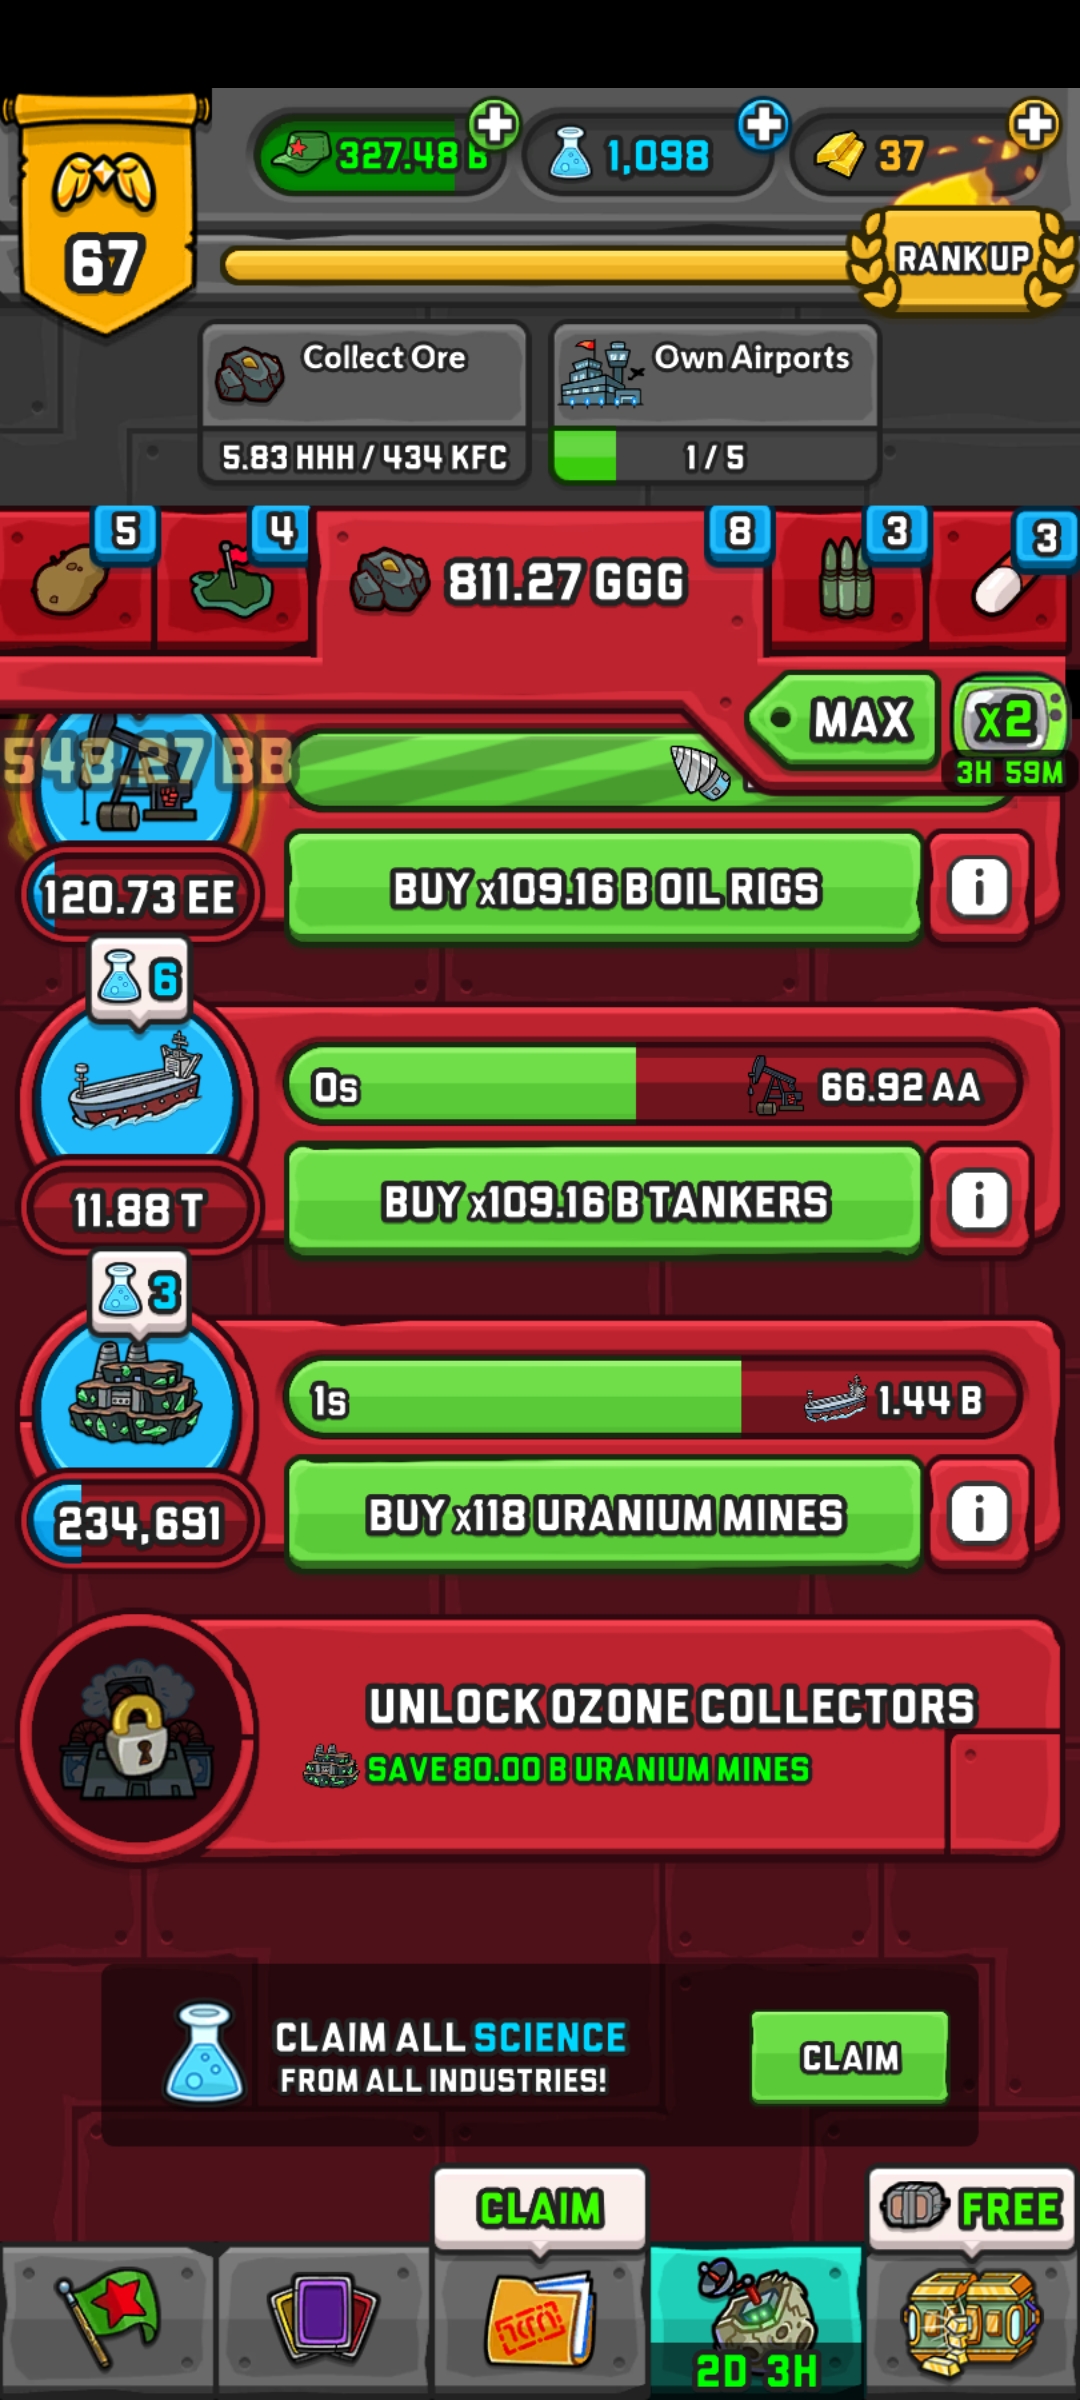 67
327.48 B
1,098
37
RANK UP
Collect Ore
5.83 HHH / 434 KFC
Own Airports
1 / 5
5
4
8
3
3
811.27 GGG
MAX
x2
3H 59M
543.27 BB
120.73 EE
BUY x109.16 B OIL RIGS
i
6
0s
66.92 AA
11.88 T
BUY x109.16 B TANKERS
i
3
1s
1.44 B
234,691
BUY x118 URANIUM MINES
i
UNLOCK OZONE COLLECTORS
SAVE 80.00 B URANIUM MINES
CLAIM ALL SCIENCE
FROM ALL INDUSTRIES!
CLAIM
CLAIM
FREE
2D 3H